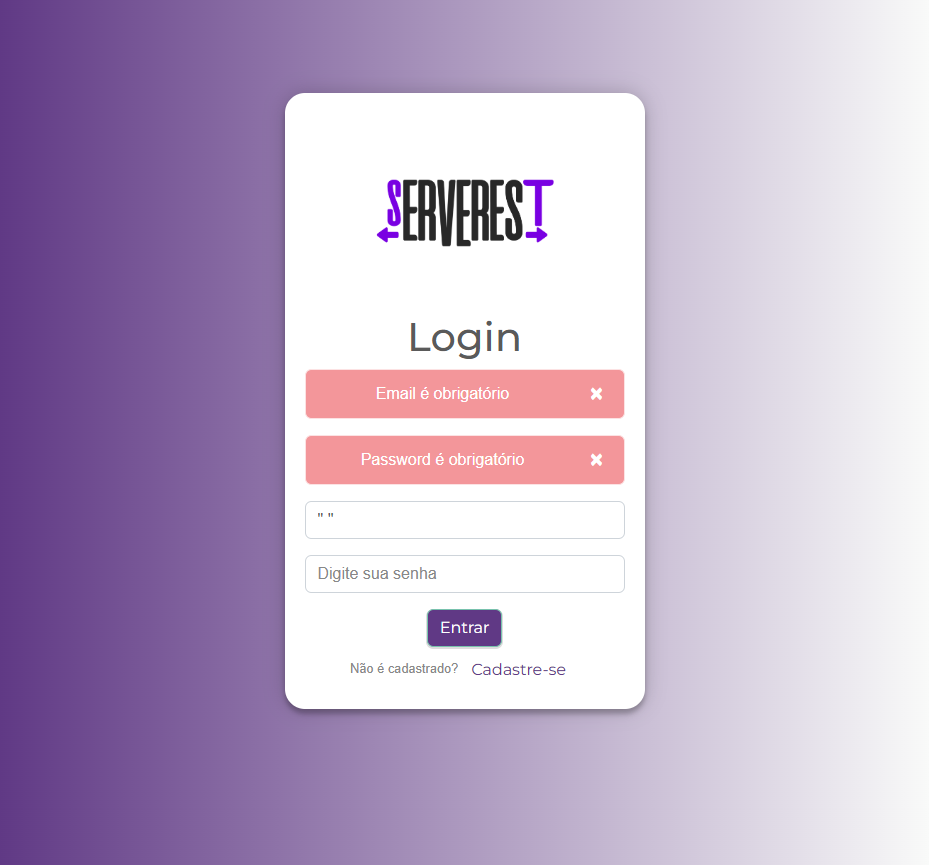 SERVEREST
Login
Email é obrigatório
Password é obrigatório
" "
Digite sua senha
Entrar
Não é cadastrado? Cadastre-se